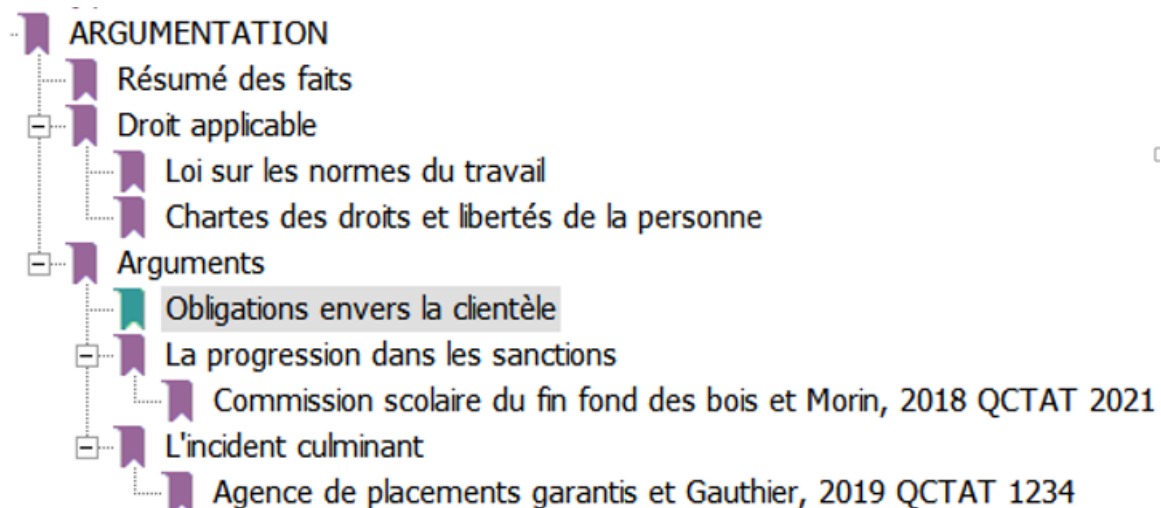 ARGUMENTATION
Résumé des faits
Droit applicable
Loi sur les normes du travail
Chartes des droits et libertés de la personne
Arguments
Obligations envers la clientèle
La progression dans les sanctions
Commission scolaire du fin fond des bois et Morin, 2018 QCTAT 2021
L'incident culminant
Agence de placements garantis et Gauthier, 2019 QCTAT 1234